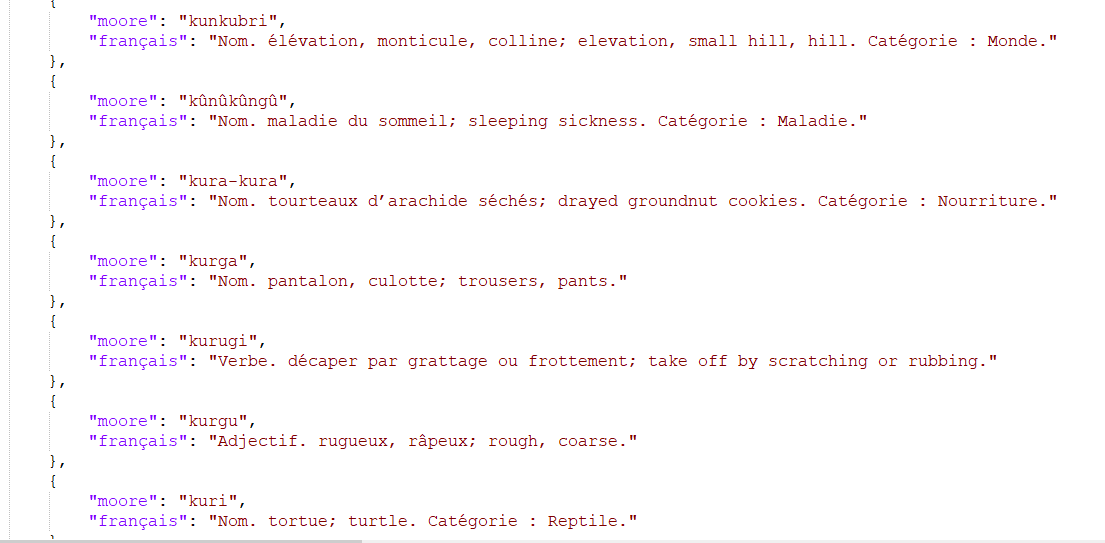 {
"moore": "kunkubri",
"français": "Nom. élévation, monticule, colline; elevation, small hill, hill. Catégorie : Monde."
},
{
"moore": "kûnûkûngû",
"français": "Nom. maladie du sommeil; sleeping sickness. Catégorie : Maladie."
},
{
"moore": "kura-kura",
"français": "Nom. tourteaux d’arachide séchés; drayed groundnut cookies. Catégorie : Nourriture."
},
{
"moore": "kurga",
"français": "Nom. pantalon, culotte; trousers, pants."
},
{
"moore": "kurugi",
"français": "Verbe. décaper par grattage ou frottement; take off by scratching or rubbing."
},
{
"moore": "kurgu",
"français": "Adjectif. rugueux, râpeux; rough, coarse."
},
{
"moore": "kuri",
"français": "Nom. tortue; turtle. Catégorie : Reptile."